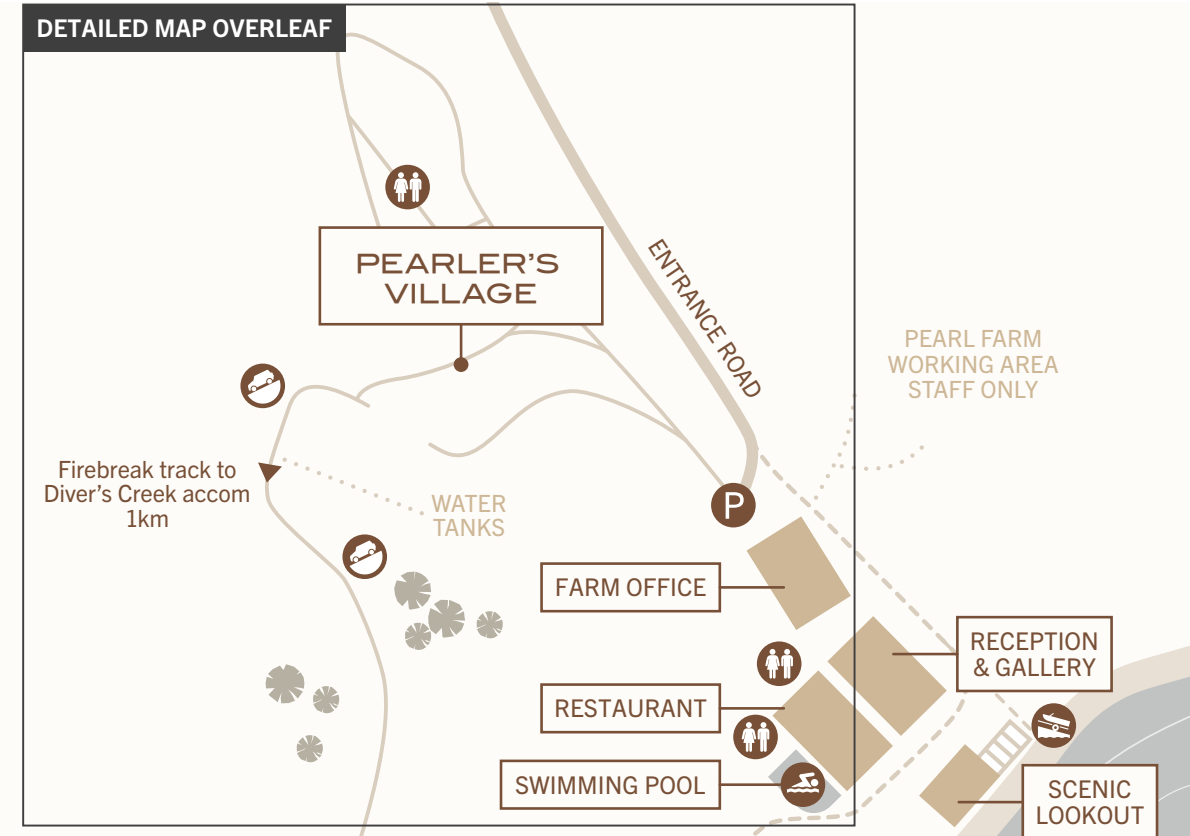 DETAILED MAP OVERLEAF
PEARLER'S
VILLAGE
ENTRANCE ROAD
PEARL FARM
WORKING AREA
STAFF ONLY
Firebreak track to
Diver's Creek accom
1km
WATER
TANKS
P
FARM OFFICE
RECEPTION
& GALLERY
RESTAURANT
SWIMMING POOL
SCENIC
LOOKOUT